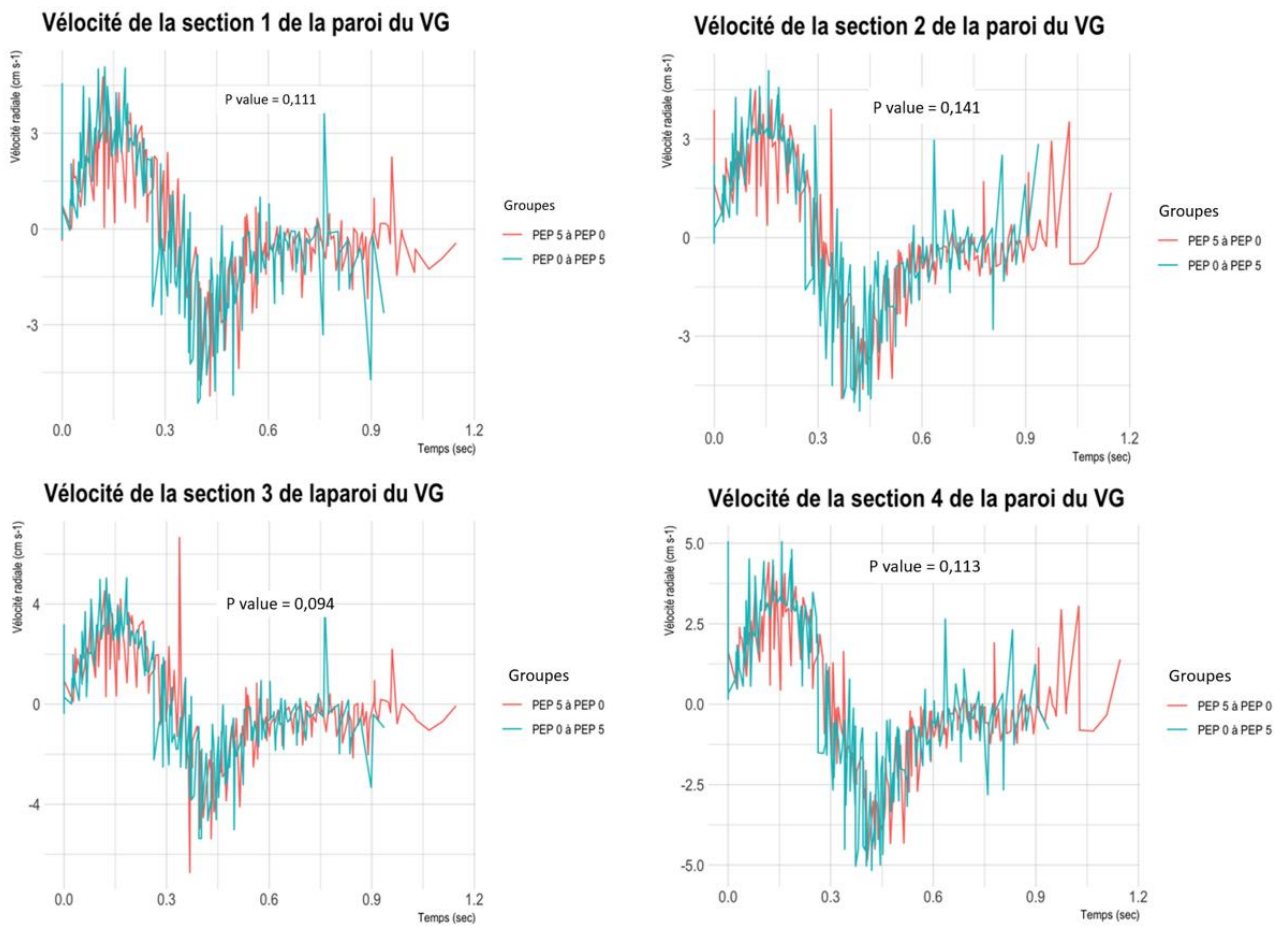 Vélocité de la section 1 de la paroi du VG
Vélocité radiale (cm s-1)
P value = 0,111
3
0
-3
0.0 0.3 0.6 0.9 1.2
Temps (sec)
Groupes
PEP 5 à PEP 0
PEP 0 à PEP 5
Vélocité de la section 2 de la paroi du VG
Vélocité radiale (cm s-1)
P value = 0,141
3
0
-3
0.0 0.3 0.6 0.9 1.2
Temps (sec)
Groupes
PEP 5 à PEP 0
PEP 0 à PEP 5
Vélocité de la section 3 de laparoi du VG
Vélocité radiale (cm s-1)
P value = 0,094
4
0
-4
0.0 0.3 0.6 0.9 1.2
Temps (sec)
Groupes
PEP 5 à PEP 0
PEP 0 à PEP 5
Vélocité de la section 4 de la paroi du VG
Vélocité radiale (cm s-1)
P value = 0,113
5.0
2.5
0.0
-2.5
-5.0
0.0 0.3 0.6 0.9 1.2
Temps (sec)
Groupes
PEP 5 à PEP 0
PEP 0 à PEP 5